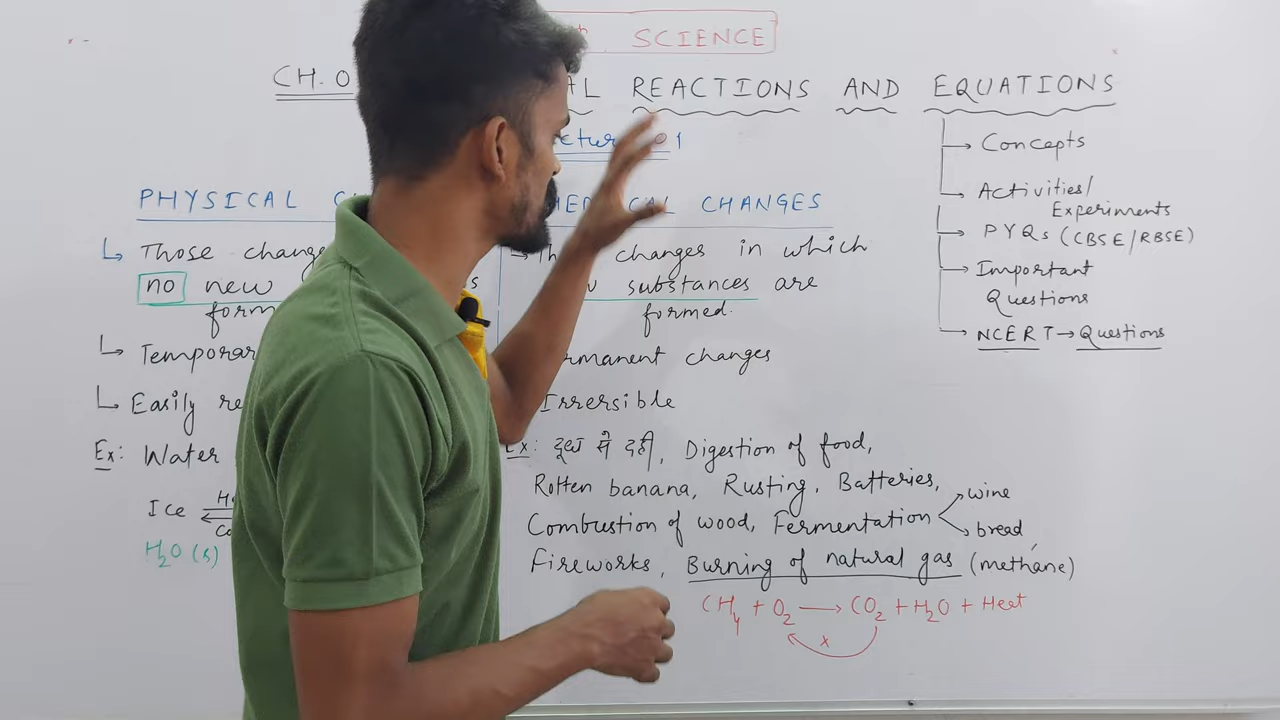 SCIENCE
CH. 0 AL REACTIONS AND EQUATIONS
01
→ Concepts
→ Activities/
Experiments
→ PYQs (CBSE/RBSE)
→ Important
Questions
→ NCERT → Questions
PHYSICAL CHEMICAL CHANGES
Those → changes in which
no new substances are
formed.
changes
Easily Irrersible
Ex: Water
Ex: दूध से दही, Digestion of food,
Rotten banana, Rusting, Batteries,
Combustion of wood, Fermentation → wine
→ bread,
Fireworks, Burning of natural gas (methane)
Ice
H₂O (s)
CH₄ + O₂ → CO₂ + H₂O + Heat
x